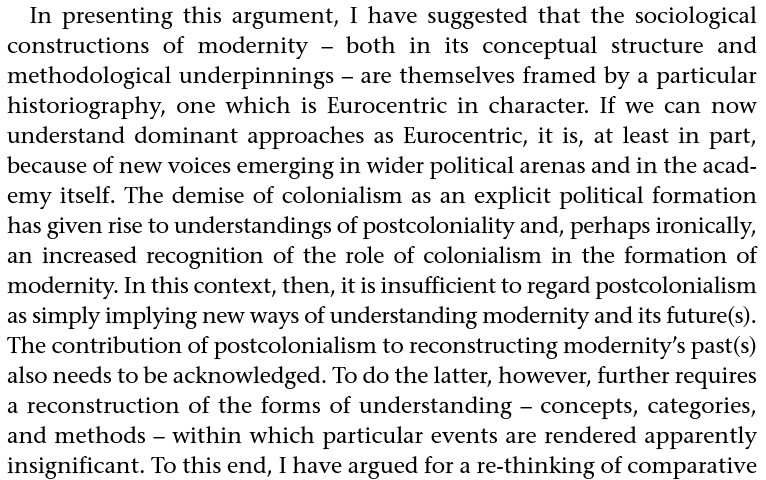 In presenting this argument, I have suggested that the sociological
constructions of modernity – both in its conceptual structure and
methodological underpinnings – are themselves framed by a particular
historiography, one which is Eurocentric in character. If we can now
understand dominant approaches as Eurocentric, it is, at least in part,
because of new voices emerging in wider political arenas and in the acad-
emy itself. The demise of colonialism as an explicit political formation
has given rise to understandings of postcoloniality and, perhaps ironically,
an increased recognition of the role of colonialism in the formation of
modernity. In this context, then, it is insufficient to regard postcolonialism
as simply implying new ways of understanding modernity and its future(s).
The contribution of postcolonialism to reconstructing modernity’s past(s)
also needs to be acknowledged. To do the latter, however, further requires
a reconstruction of the forms of understanding – concepts, categories,
and methods – within which particular events are rendered apparently
insignificant. To this end, I have argued for a re-thinking of comparative